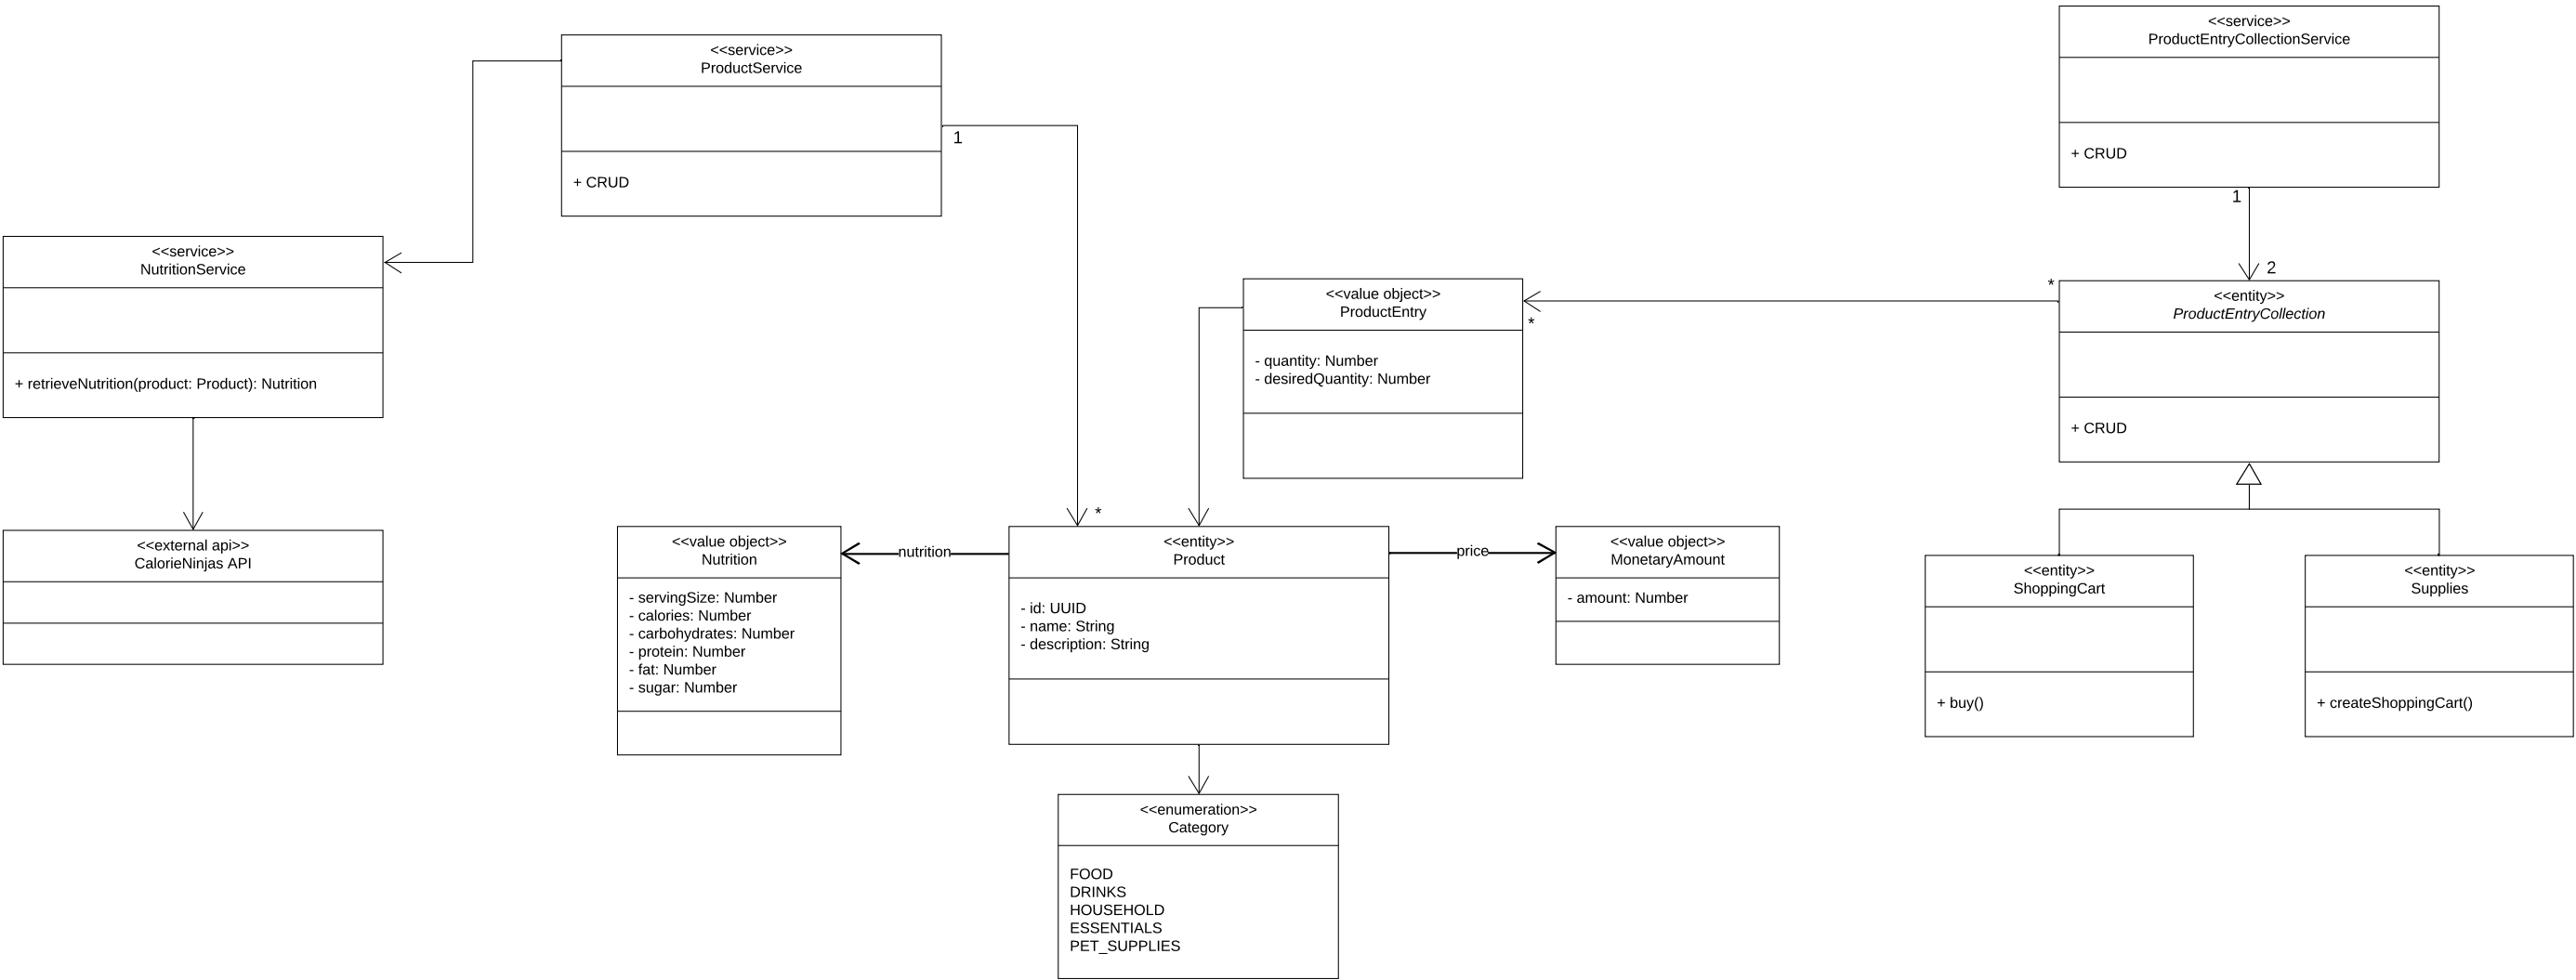 <<service>>
ProductEntryCollectionService
+ CRUD
1
2
<<service>>
ProductService
1
+ CRUD
<<service>>
NutritionService
+ retrieveNutrition(product: Product): Nutrition
<<value object>>
ProductEntry
- quantity: Number
- desiredQuantity: Number
*
*
<<entity>>
ProductEntryCollection
+ CRUD
<<external api>>
CalorieNinjas API
<<value object>>
Nutrition
- servingSize: Number
- calories: Number
- carbohydrates: Number
- protein: Number
- fat: Number
- sugar: Number
nutrition
*
<<entity>>
Product
- id: UUID
- name: String
- description: String
price
<<value object>>
MonetaryAmount
- amount: Number
<<entity>>
ShoppingCart
+ buy()
<<entity>>
Supplies
+ createShoppingCart()
<<enumeration>>
Category
FOOD
DRINKS
HOUSEHOLD
ESSENTIALS
PET_SUPPLIES